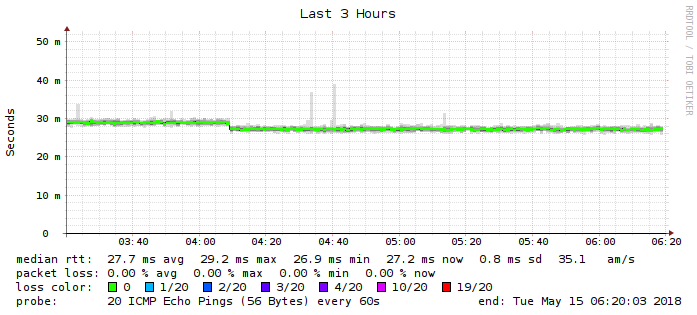 Last 3 Hours
RRDTOOL / TOBI OETIKER
Seconds
50 m
40 m
30 m
20 m
10 m
0
03:40 04:00 04:20 04:40 05:00 05:20 05:40 06:00 06:20
median rtt: 27.7 ms avg 29.2 ms max 26.9 ms min 27.2 ms now 0.8 ms sd 35.1 am/s
packet loss: 0.00 % avg 0.00 % max 0.00 % min 0.00 % now
loss color: 0 1/20 2/20 3/20 4/20 10/20 19/20
probe: 20 ICMP Echo Pings (56 Bytes) every 60s end: Tue May 15 06:20:03 2018